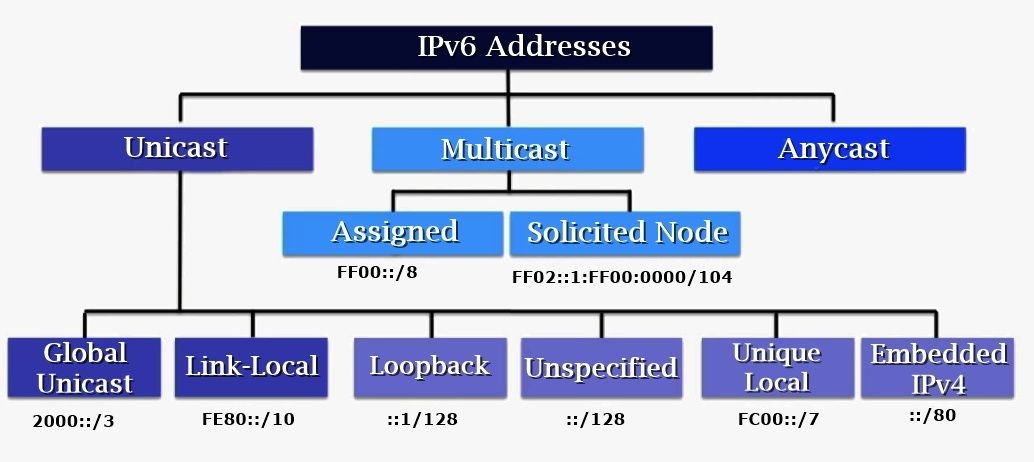 IPv6 Addresses
Unicast
Multicast
Anycast
Assigned
Solicited Node
FF00::/8
FF02::1:FF00:0000/104
Global
Unicast
Link-Local
Loopback
Unspecified
Unique
Local
Embedded
IPv4
2000::/3
FE80::/10
::1/128
::/128
FC00::/7
::/80